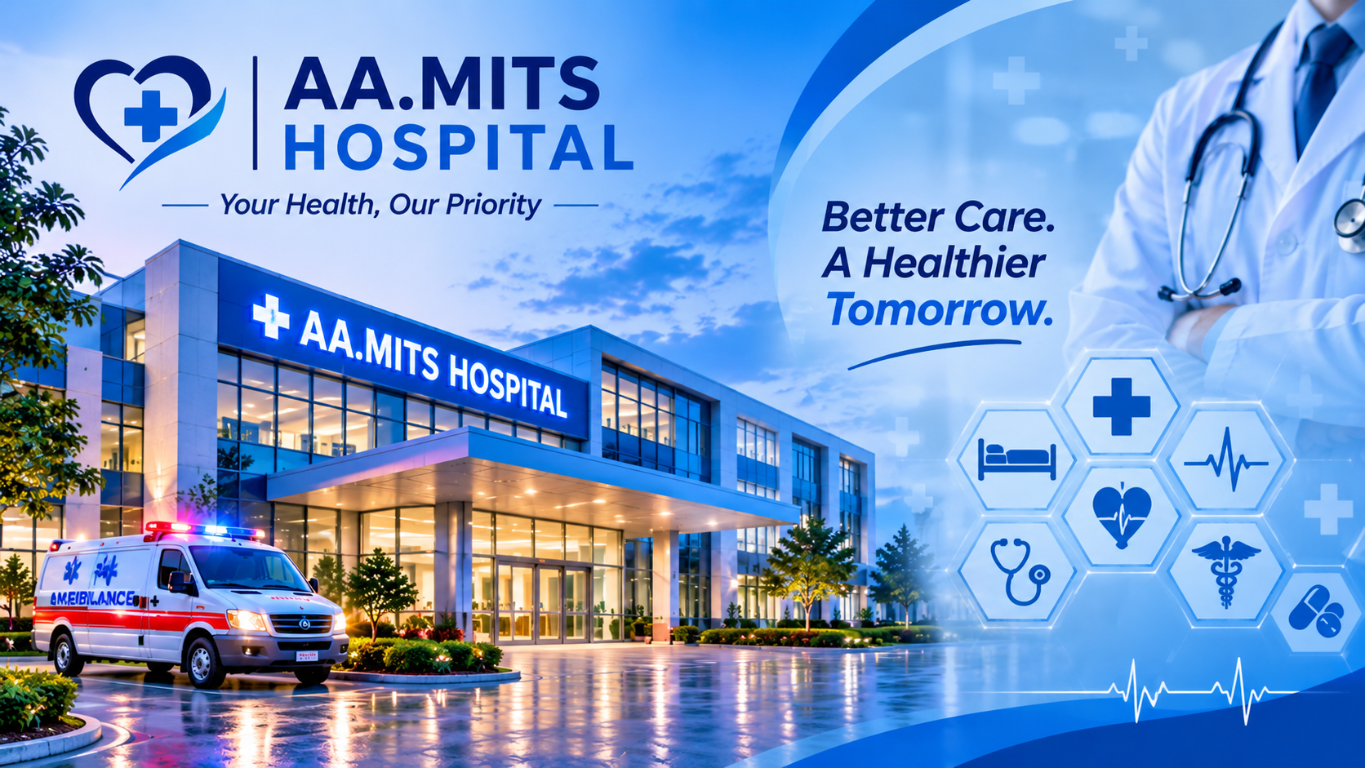 AA.MITS
HOSPITAL
Your Health, Our Priority
Better Care.
A Healthier
Tomorrow.
AA.MITS HOSPITAL